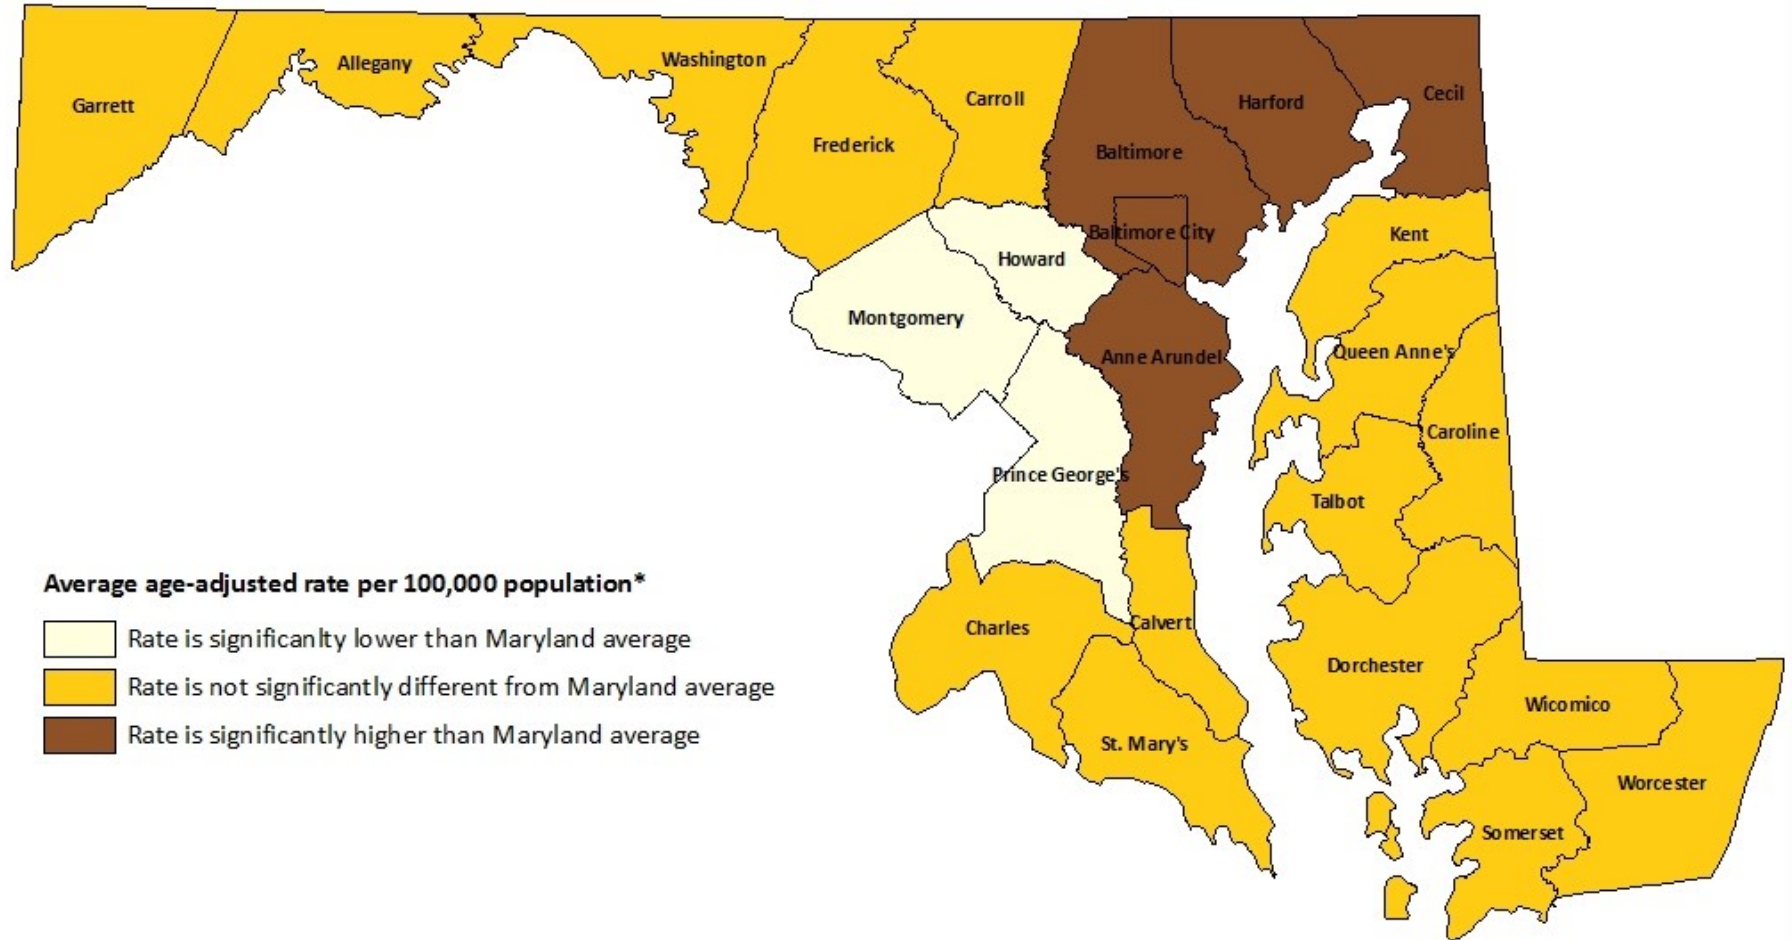 Garrett
Allegany
Washington
Frederick
Carroll
Baltimore
Harford
Cecil
Baltimore City
Howard
Montgomery
Kent
Queen Anne's
Anne Arundel
Caroline
Prince George's
Talbot
Charles
Calvert
Dorchester
Wicomico
St. Mary's
Worcester
Somerset
Average age-adjusted rate per 100,000 population*
Rate is significanlty lower than Maryland average
Rate is not significantly different from Maryland average
Rate is significantly higher than Maryland average